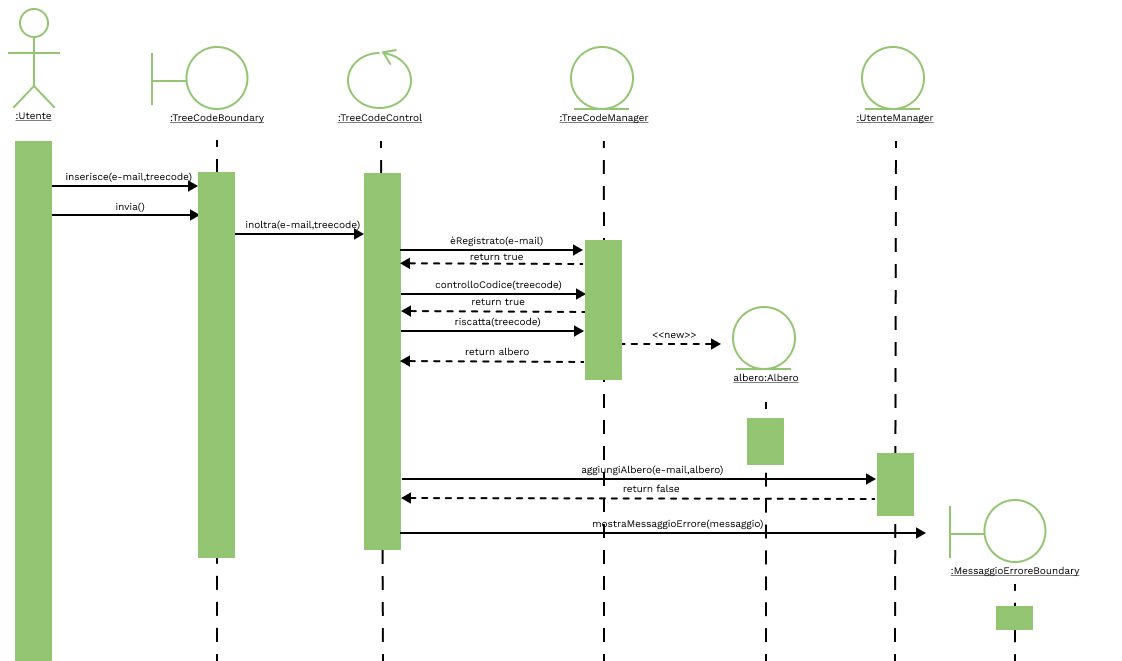 :Utente
:TreeCodeBoundary
:TreeCodeControl
:TreeCodeManager
:UtenteManager
inserisce(e-mail,treecode)
invia()
inoltra(e-mail,treecode)
èRegistrato(e-mail)
return true
controlloCodice(treecode)
return true
riscatta(treecode)
<<new>>
return albero
albero:Albero
aggiungiAlbero(e-mail,albero)
return false
mostraMessaggioErrore(messaggio)
:MessaggioErroreBoundary